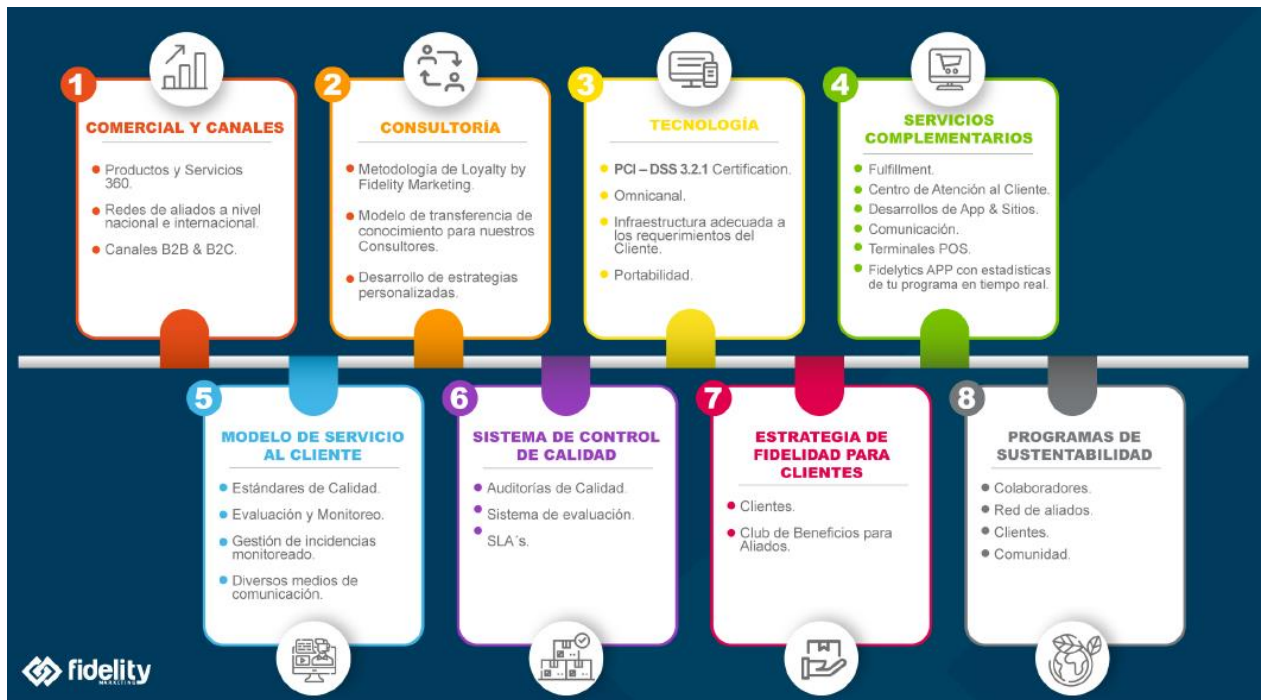 1
COMERCIAL Y CANALES
Productos y Servicios
360.
Redes de aliados a nivel
nacional e internacional.
Canales B2B & B2C.
2
CONSULTORÍA
Metodología de Loyalty by
Fidelity Marketing.
Modelo de transferencia de
conocimiento para nuestros
Consultores.
Desarrollo de estrategias
personalizadas.
3
TECNOLOGÍA
PCI – DSS 3.2.1 Certification.
Omnicanal.
Infraestructura adecuada a
los requerimientos del
Cliente.
Portabilidad.
4
SERVICIOS
COMPLEMENTARIOS
Fulfillment.
Centro de Atención al Cliente.
Desarrollos de App & Sitios.
Comunicación.
Terminales POS.
Fidelytics APP con estadísticas
de tu programa en tiempo real.
5
MODELO DE SERVICIO
AL CLIENTE
Estándares de Calidad.
Evaluación y Monitoreo.
Gestión de incidencias
monitoreado.
Diversos medios de
comunicación.
6
SISTEMA DE CONTROL
DE CALIDAD
Auditorías de Calidad.
Sistema de evaluación.
SLA´s.
7
ESTRATEGIA DE
FIDELIDAD PARA
CLIENTES
Clientes.
Club de Beneficios para
Aliados.
8
PROGRAMAS DE
SUSTENTABILIDAD
Colaboradores.
Red de aliados.
Clientes.
Comunidad.
fidelity
MARKETING